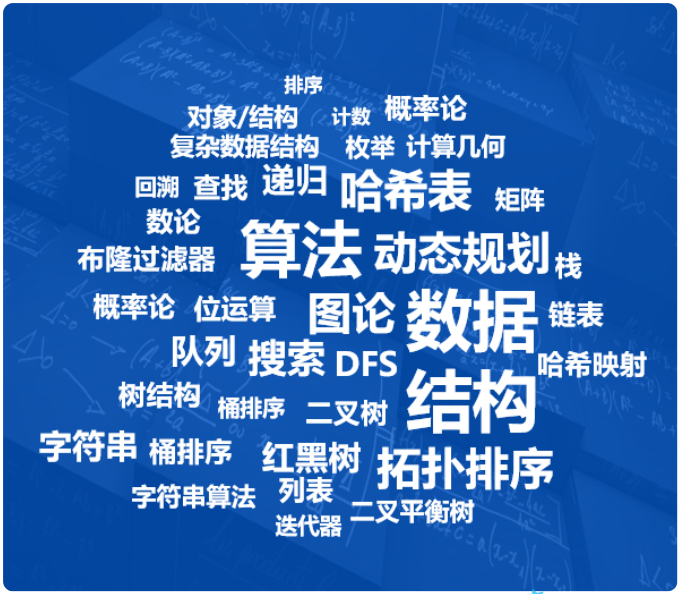 排序
对象/结构 计数 概率论
复杂数据结构 枚举 计算几何
回溯 查找 递归 哈希表 矩阵
数论
算法 动态规划
布隆过滤器 栈
概率论 位运算 图论 数据 链表
队列 搜索 DFS 哈希映射
树结构 桶排序 二叉树 结构
字符串 桶排序 红黑树 拓扑排序
字符串算法 列表 二叉平衡树
迭代器